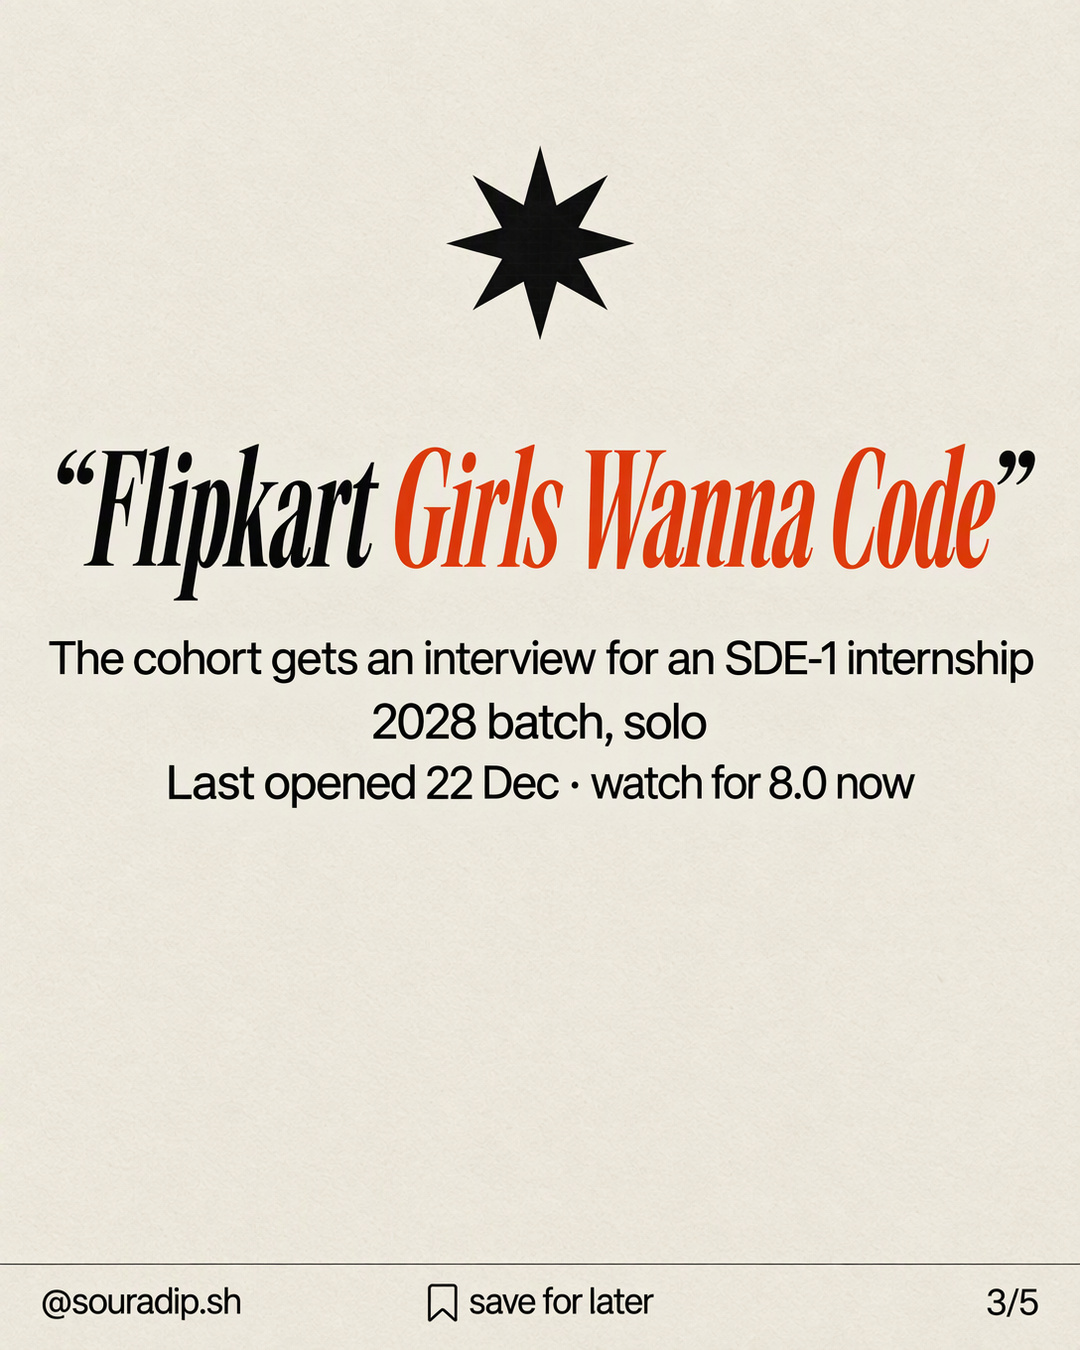 “Flipkart Girls Wanna Code”
The cohort gets an interview for an SDE-1 internship
2028 batch, solo
Last opened 22 Dec · watch for 8.0 now
@souradip.sh
save for later
3/5